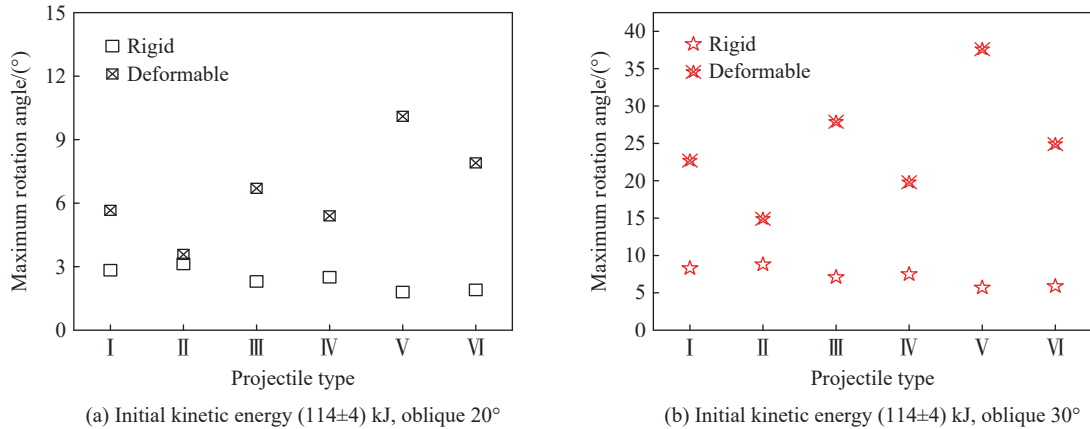 15
12
9
6
3
0
Maximum rotation angle/(°)
Rigid
Deformable
Ⅰ Ⅱ Ⅲ Ⅳ Ⅴ Ⅵ
Projectile type
(a) Initial kinetic energy (114±4) kJ, oblique 20°
40
35
30
25
20
15
10
5
0
Maximum rotation angle/(°)
Rigid
Deformable
Ⅰ Ⅱ Ⅲ Ⅳ Ⅴ Ⅵ
Projectile type
(b) Initial kinetic energy (114±4) kJ, oblique 30°